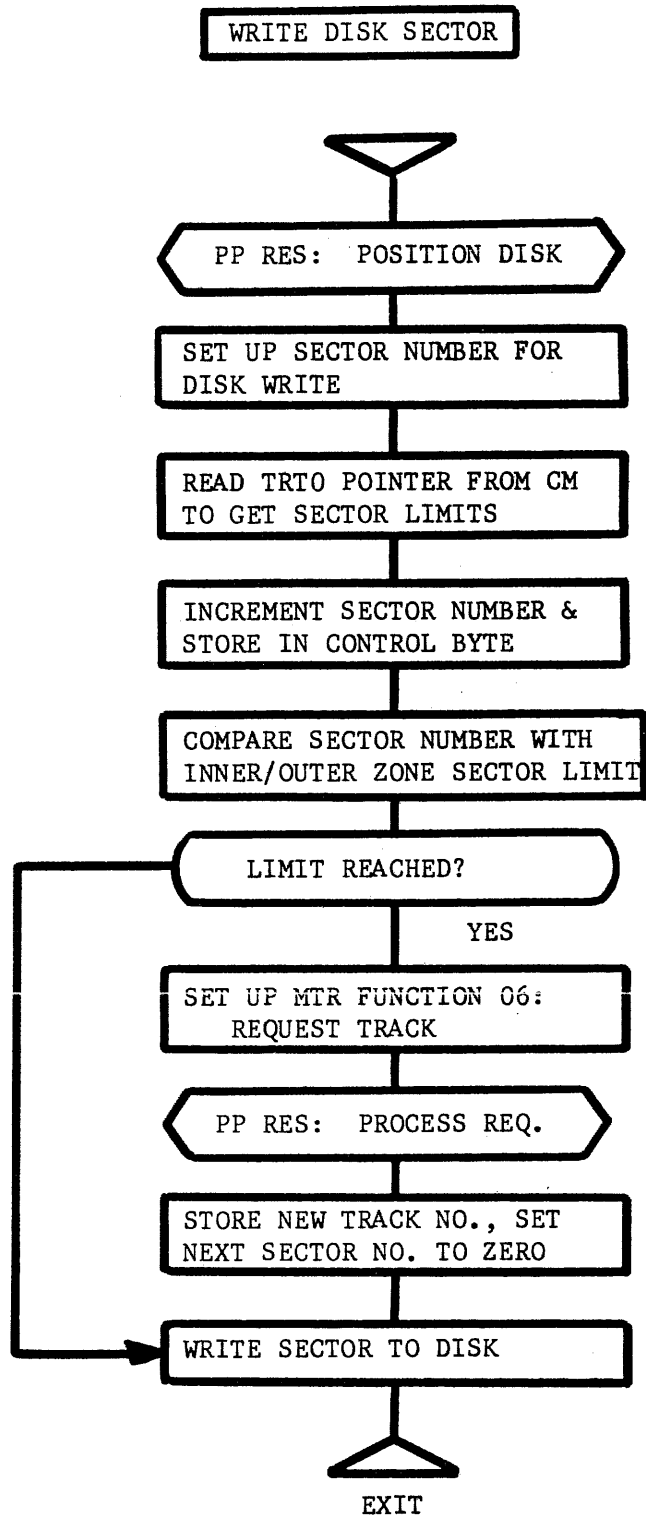 WRITE DISK SECTOR
PP RES: POSITION DISK
SET UP SECTOR NUMBER FOR
DISK WRITE
READ TRT0 POINTER FROM CM
TO GET SECTOR LIMITS
INCREMENT SECTOR NUMBER &
STORE IN CONTROL BYTE
COMPARE SECTOR NUMBER WITH
INNER/OUTER ZONE SECTOR LIMIT
LIMIT REACHED?
YES
SET UP MTR FUNCTION 06:
REQUEST TRACK
PP RES: PROCESS REQ.
STORE NEW TRACK NO., SET
NEXT SECTOR NO. TO ZERO
WRITE SECTOR TO DISK
EXIT